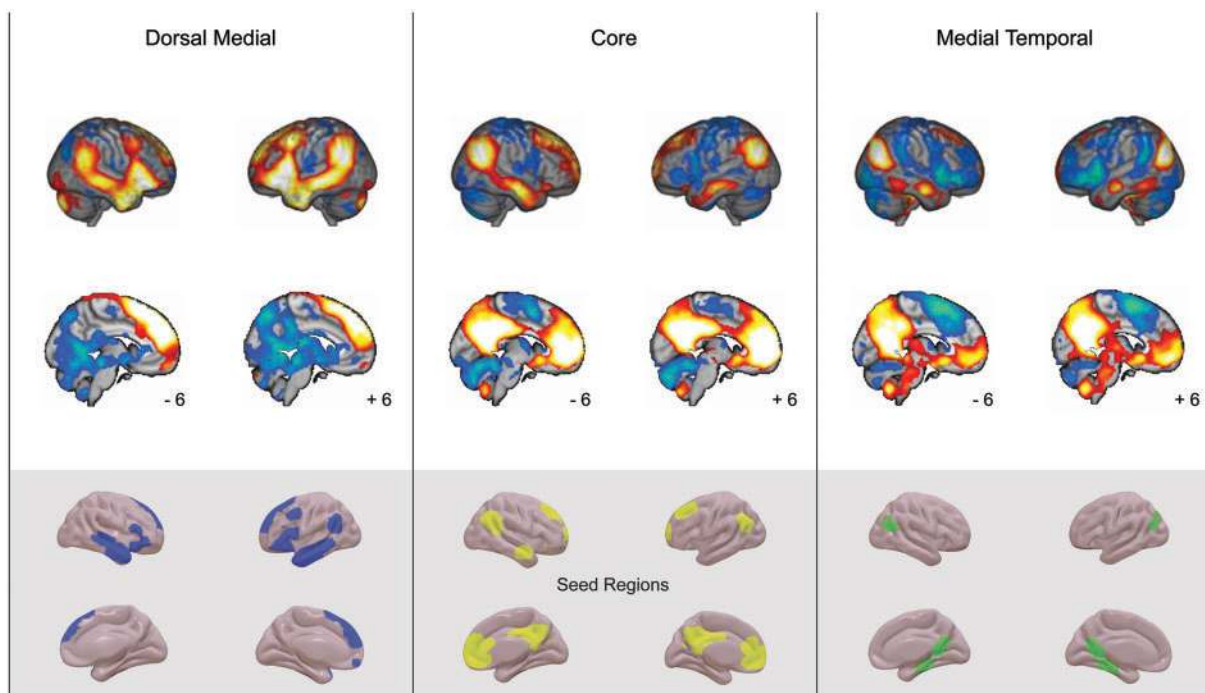 Dorsal Medial
Core
Medial Temporal
- 6
+ 6
- 6
+ 6
- 6
+ 6
Seed Regions